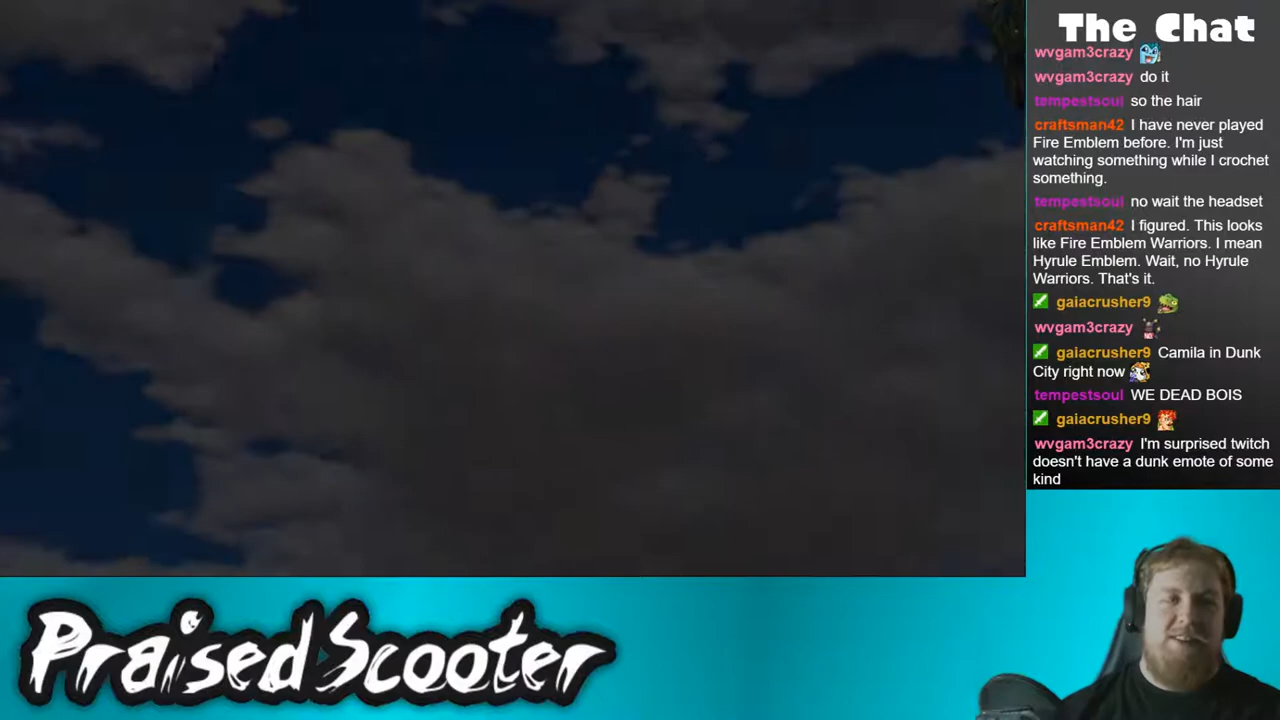 The Chat
wvgam3crazy
wvgam3crazy do it
tempestsoul so the hair
craftsman42 I have never played
Fire Emblem before. I'm just
watching something while I crochet
something.
tempestsoul no wait the headset
craftsman42 I figured. This looks
like Fire Emblem Warriors. I mean
Hyrule Emblem. Wait, no Hyrule
Warriors. That's it.
gaiacrusher9
wvgam3crazy
gaiacrusher9 Camila in Dunk
City right now
tempestsoul WE DEAD BOIS
gaiacrusher9
wvgam3crazy I'm surprised twitch
doesn't have a dunk emote of some
kind
PraisedScooter